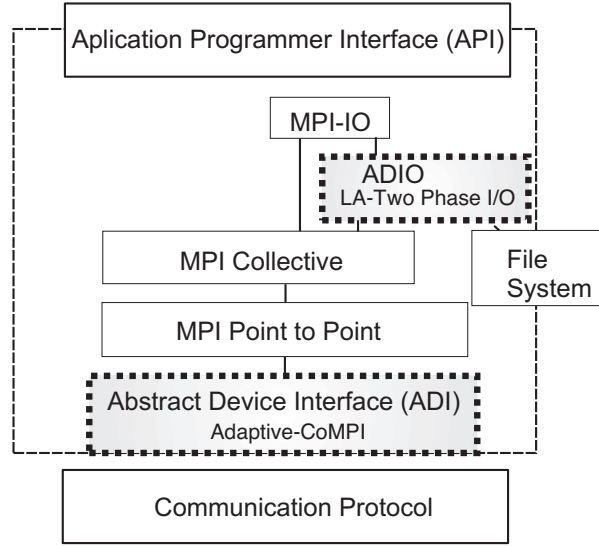 Aplication Programmer Interface (API)
MPI-IO
ADIO
LA-Two Phase I/O
MPI Collective
File
System
MPI Point to Point
Abstract Device Interface (ADI)
Adaptive-CoMPI
Communication Protocol